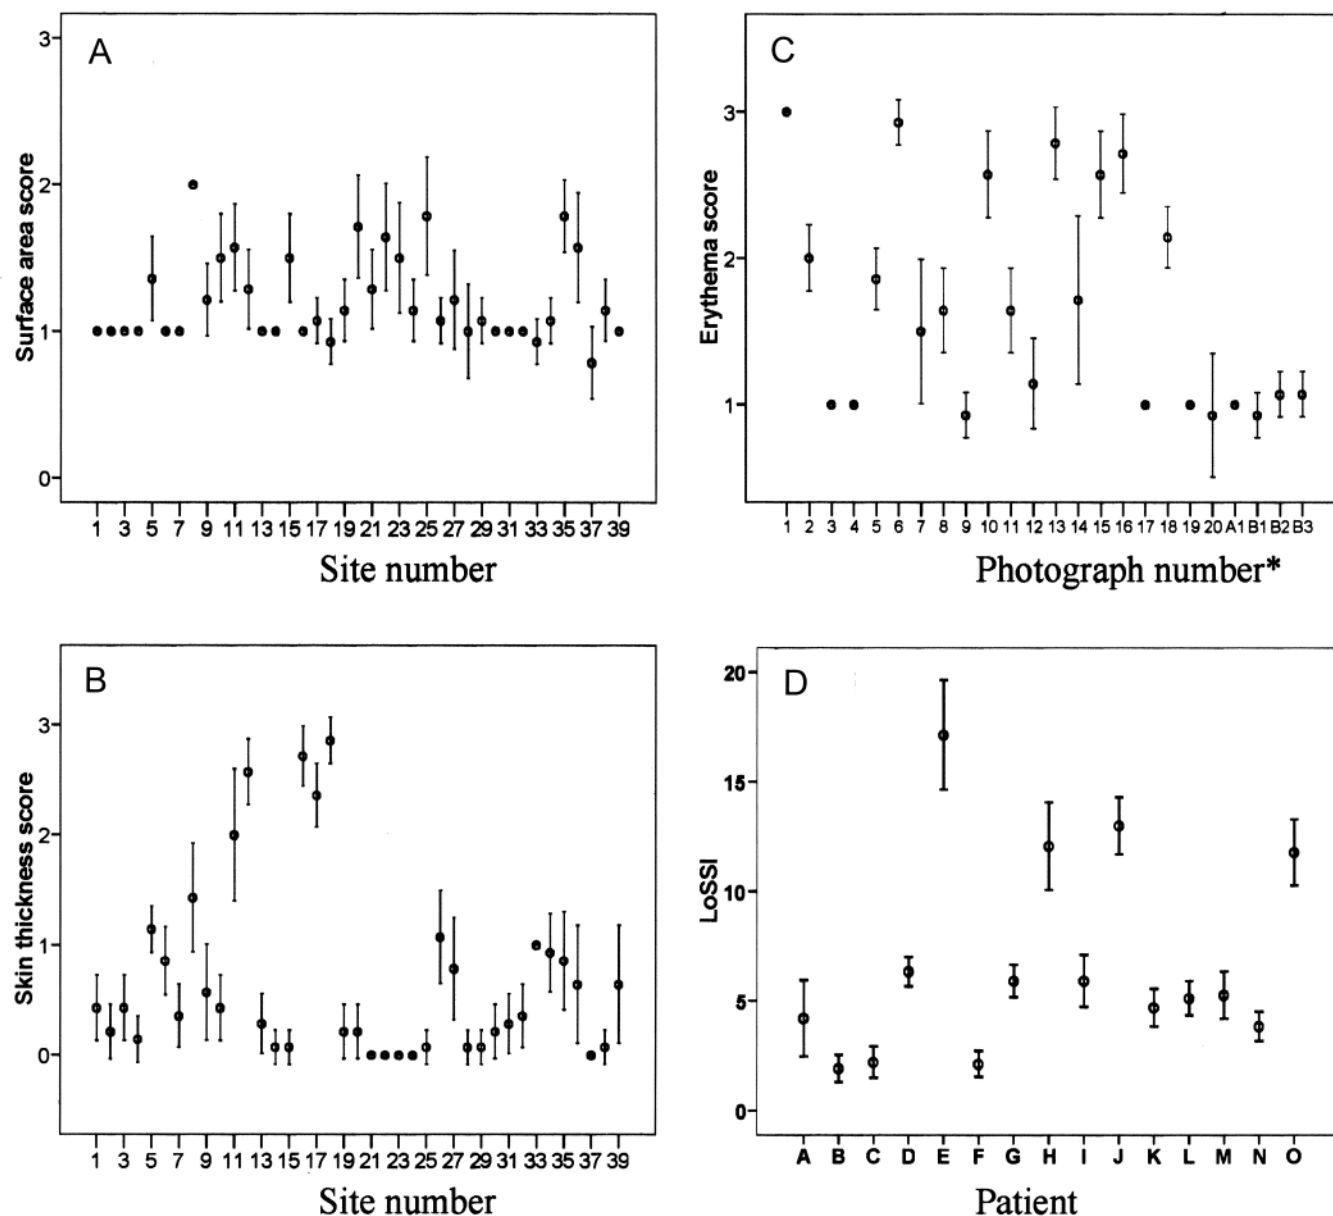 A
Surface area score
3
2
1
0
1 3 5 7 9 11 13 15 17 19 21 23 25 27 29 31 33 35 37 39
Site number
C
Erythema score
3
2
1
1 2 3 4 5 6 7 8 9 10 11 12 13 14 15 16 17 18 19 20 A1 B1 B2 B3
Photograph number*
B
Skin thickness score
3
2
1
0
1 3 5 7 9 11 13 15 17 19 21 23 25 27 29 31 33 35 37 39
Site number
D
LoSSI
20
15
10
5
0
A B C D E F G H I J K L M N O
Patient